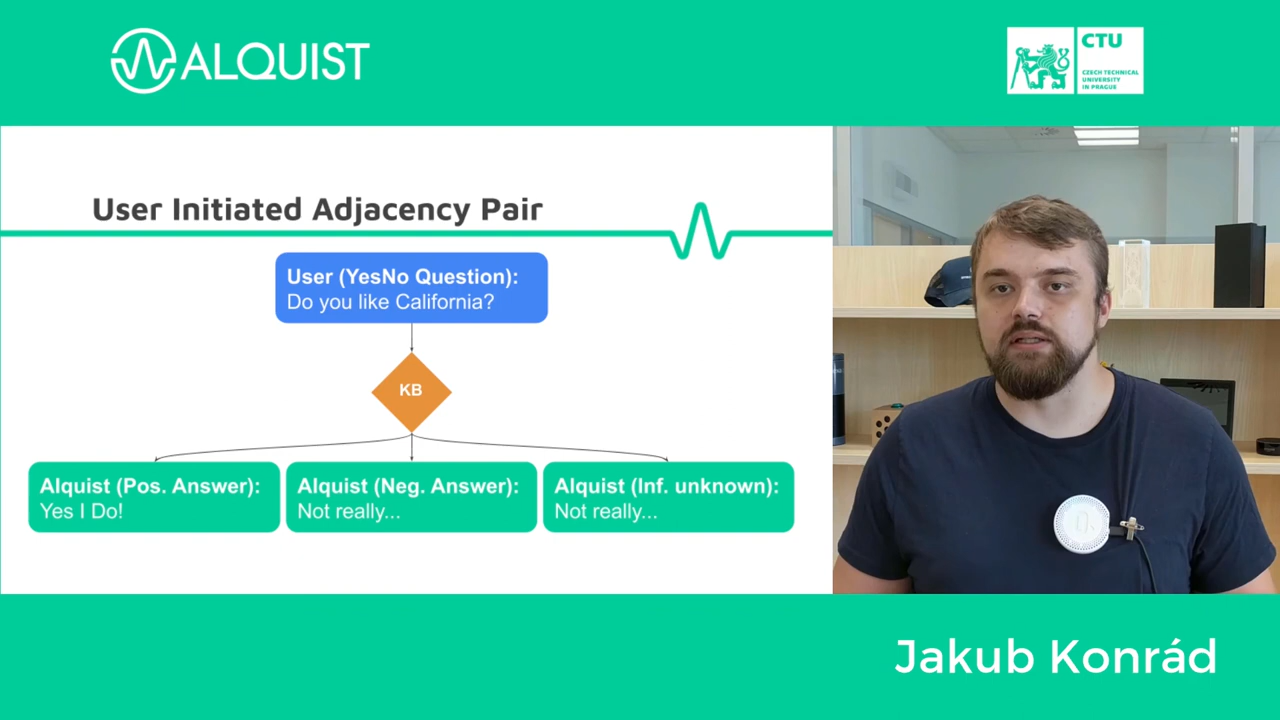 ALQUIST
CTU
CZECH TECHNICAL
UNIVERSITY
IN PRAGUE
User Initiated Adjacency Pair
User (YesNo Question):
Do you like California?
KB
Alquist (Pos. Answer):
Yes I Do!
Alquist (Neg. Answer):
Not really...
Alquist (Inf. unknown):
Not really...
Jakub Konrád